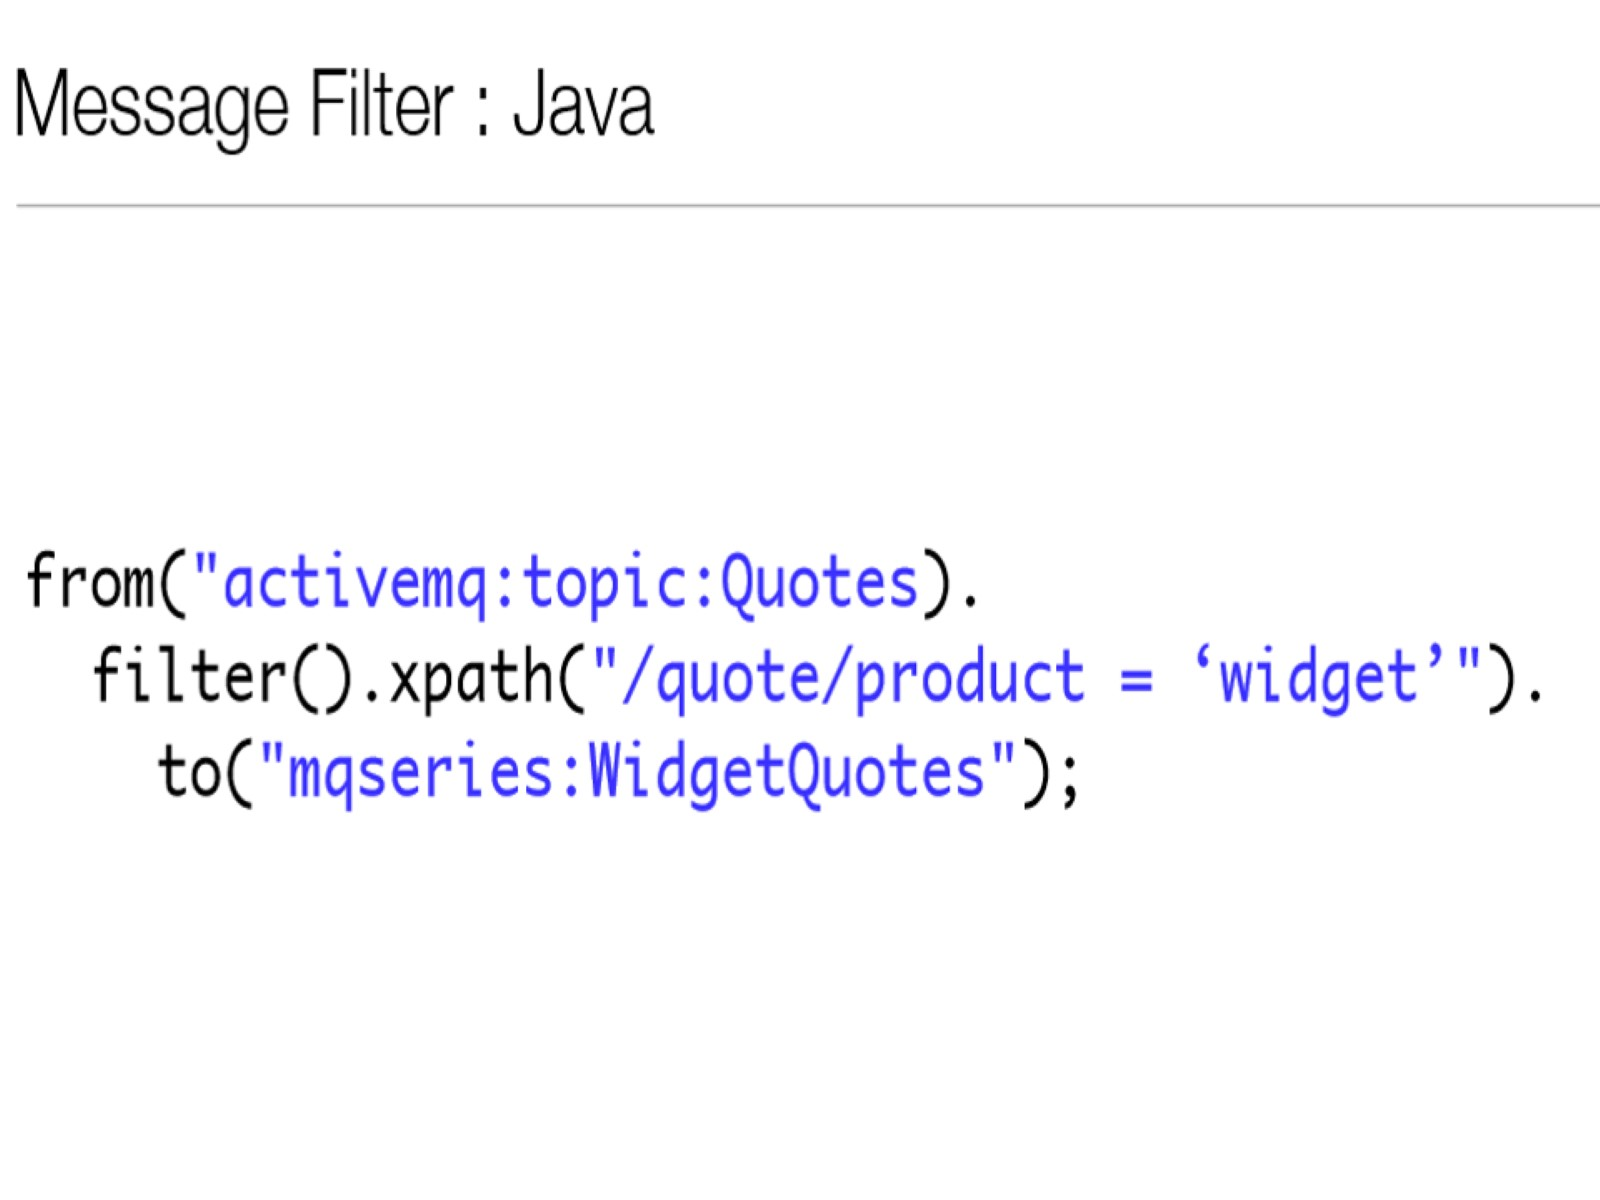 Message Filter : Java
from("activemq:topic:Quotes).
filter().xpath("/quote/product = ‘widget’").
to("mqseries:WidgetQuotes");